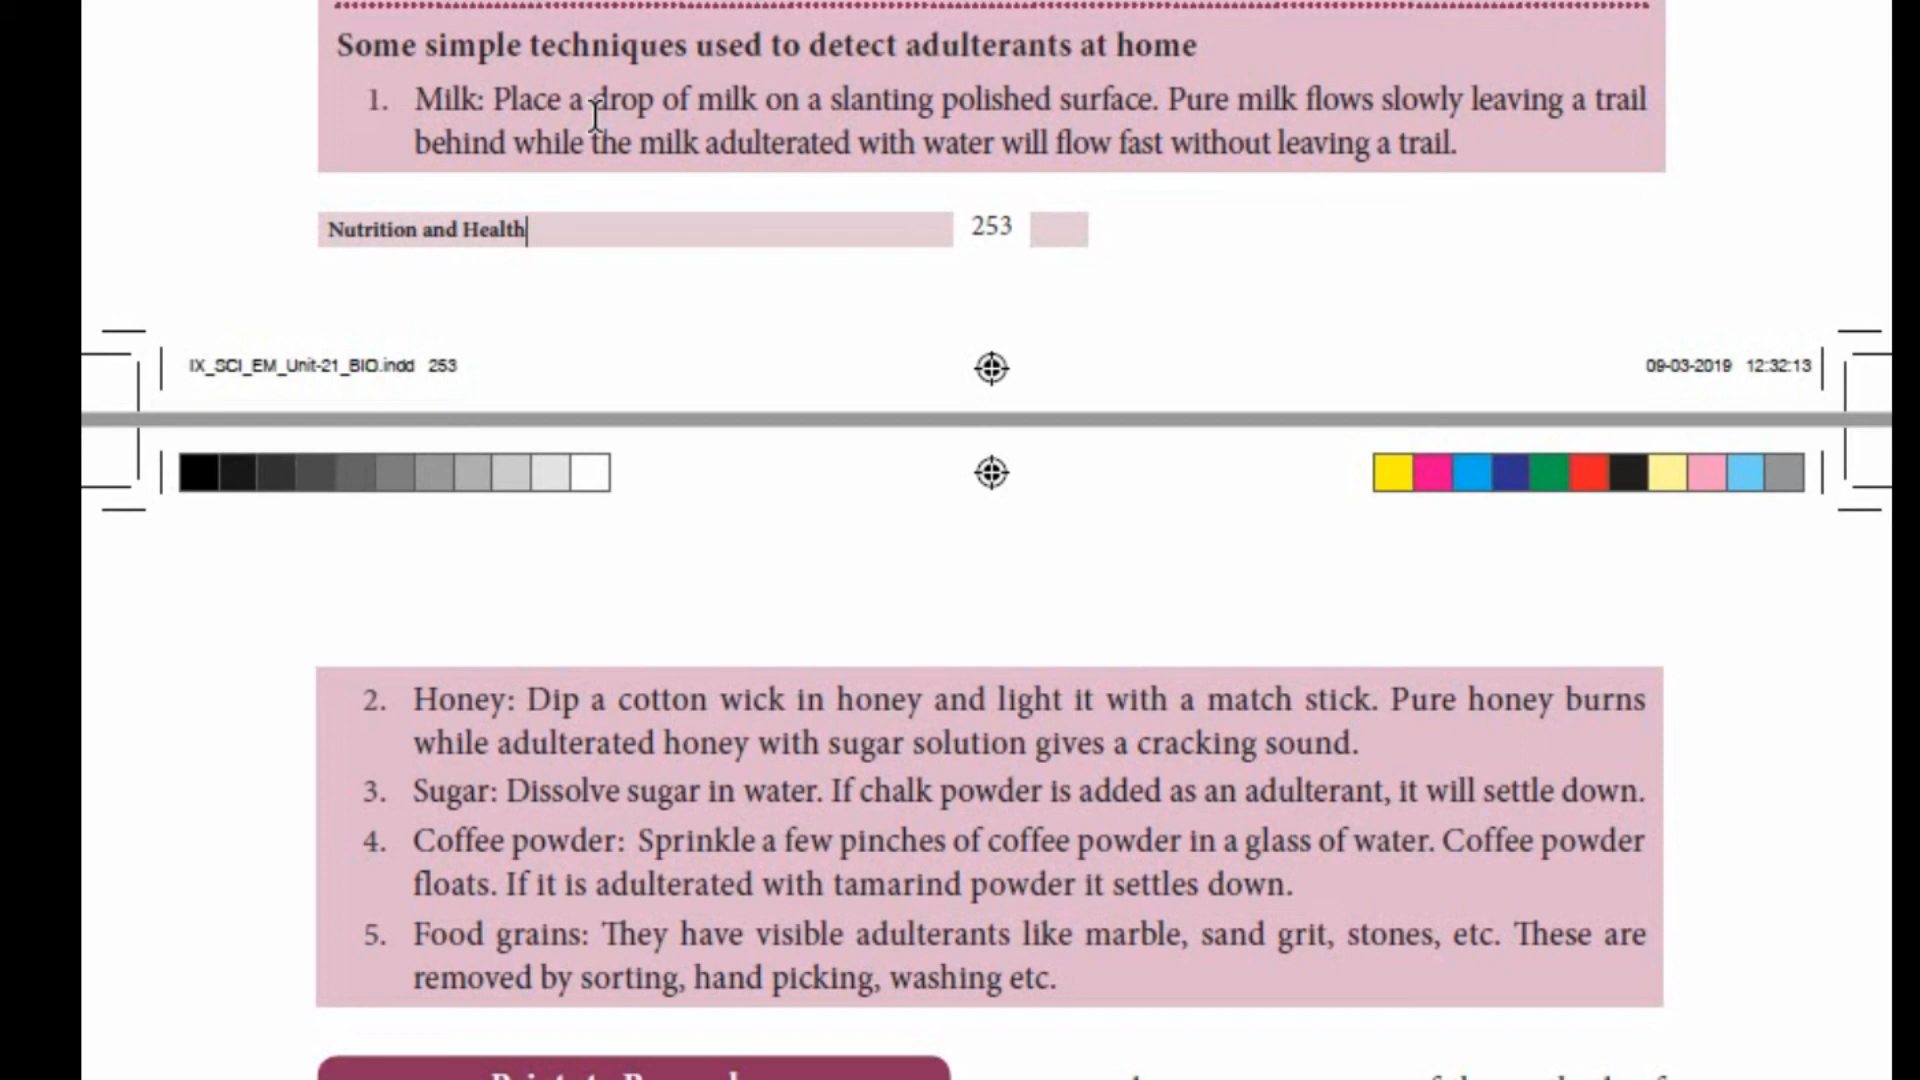 Some simple techniques used to detect adulterants at home
1. Milk: Place a drop of milk on a slanting polished surface. Pure milk flows slowly leaving a trail
behind while the milk adulterated with water will flow fast without leaving a trail.
Nutrition and Health
253
IX_SCI_EM_Unit-21_BIO.indd 253
09-03-2019 12:32:13
2. Honey: Dip a cotton wick in honey and light it with a match stick. Pure honey burns
while adulterated honey with sugar solution gives a cracking sound.
3. Sugar: Dissolve sugar in water. If chalk powder is added as an adulterant, it will settle down.
4. Coffee powder: Sprinkle a few pinches of coffee powder in a glass of water. Coffee powder
floats. If it is adulterated with tamarind powder it settles down.
5. Food grains: They have visible adulterants like marble, sand grit, stones, etc. These are
removed by sorting, hand picking, washing etc.